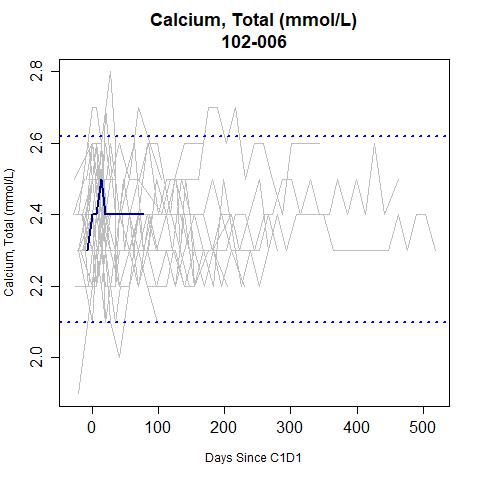 Calcium, Total (mmol/L)
102-006
Calcium, Total (mmol/L)
2.8
2.6
2.4
2.2
2.0
0 100 200 300 400 500
Days Since C1D1